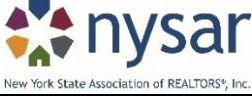 nysar
New York State Association of REALTORS®, Inc.